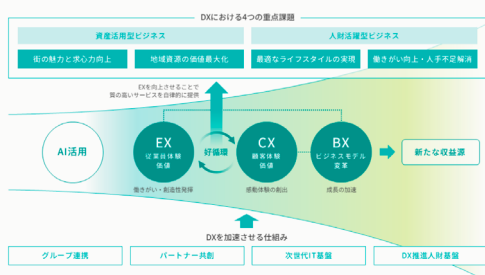 DXにおける4つの重点課題
資産活用型ビジネス
人財活躍型ビジネス
街の魅力と求心力向上
地域資源の価値最大化
最適なライフスタイルの実現
働きがい向上・人手不足解消
EXを向上させることで
質の高いサービスを自律的に提供
AI活用
EX
従業員体験
価値
好循環
CX
顧客体験
価値
BX
ビジネスモデル
変革
新たな収益源
働きがい・創造性発揮
感動体験の創出
成長の加速
DXを加速させる仕組み
グループ連携
パートナー共創
次世代IT基盤
DX推進人財基盤